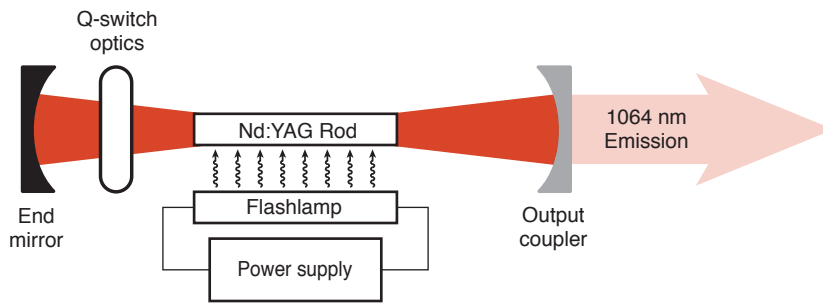 Q-switch
optics
Nd:YAG Rod
1064 nm
Emission
Flashlamp
End
mirror
Output
coupler
Power supply